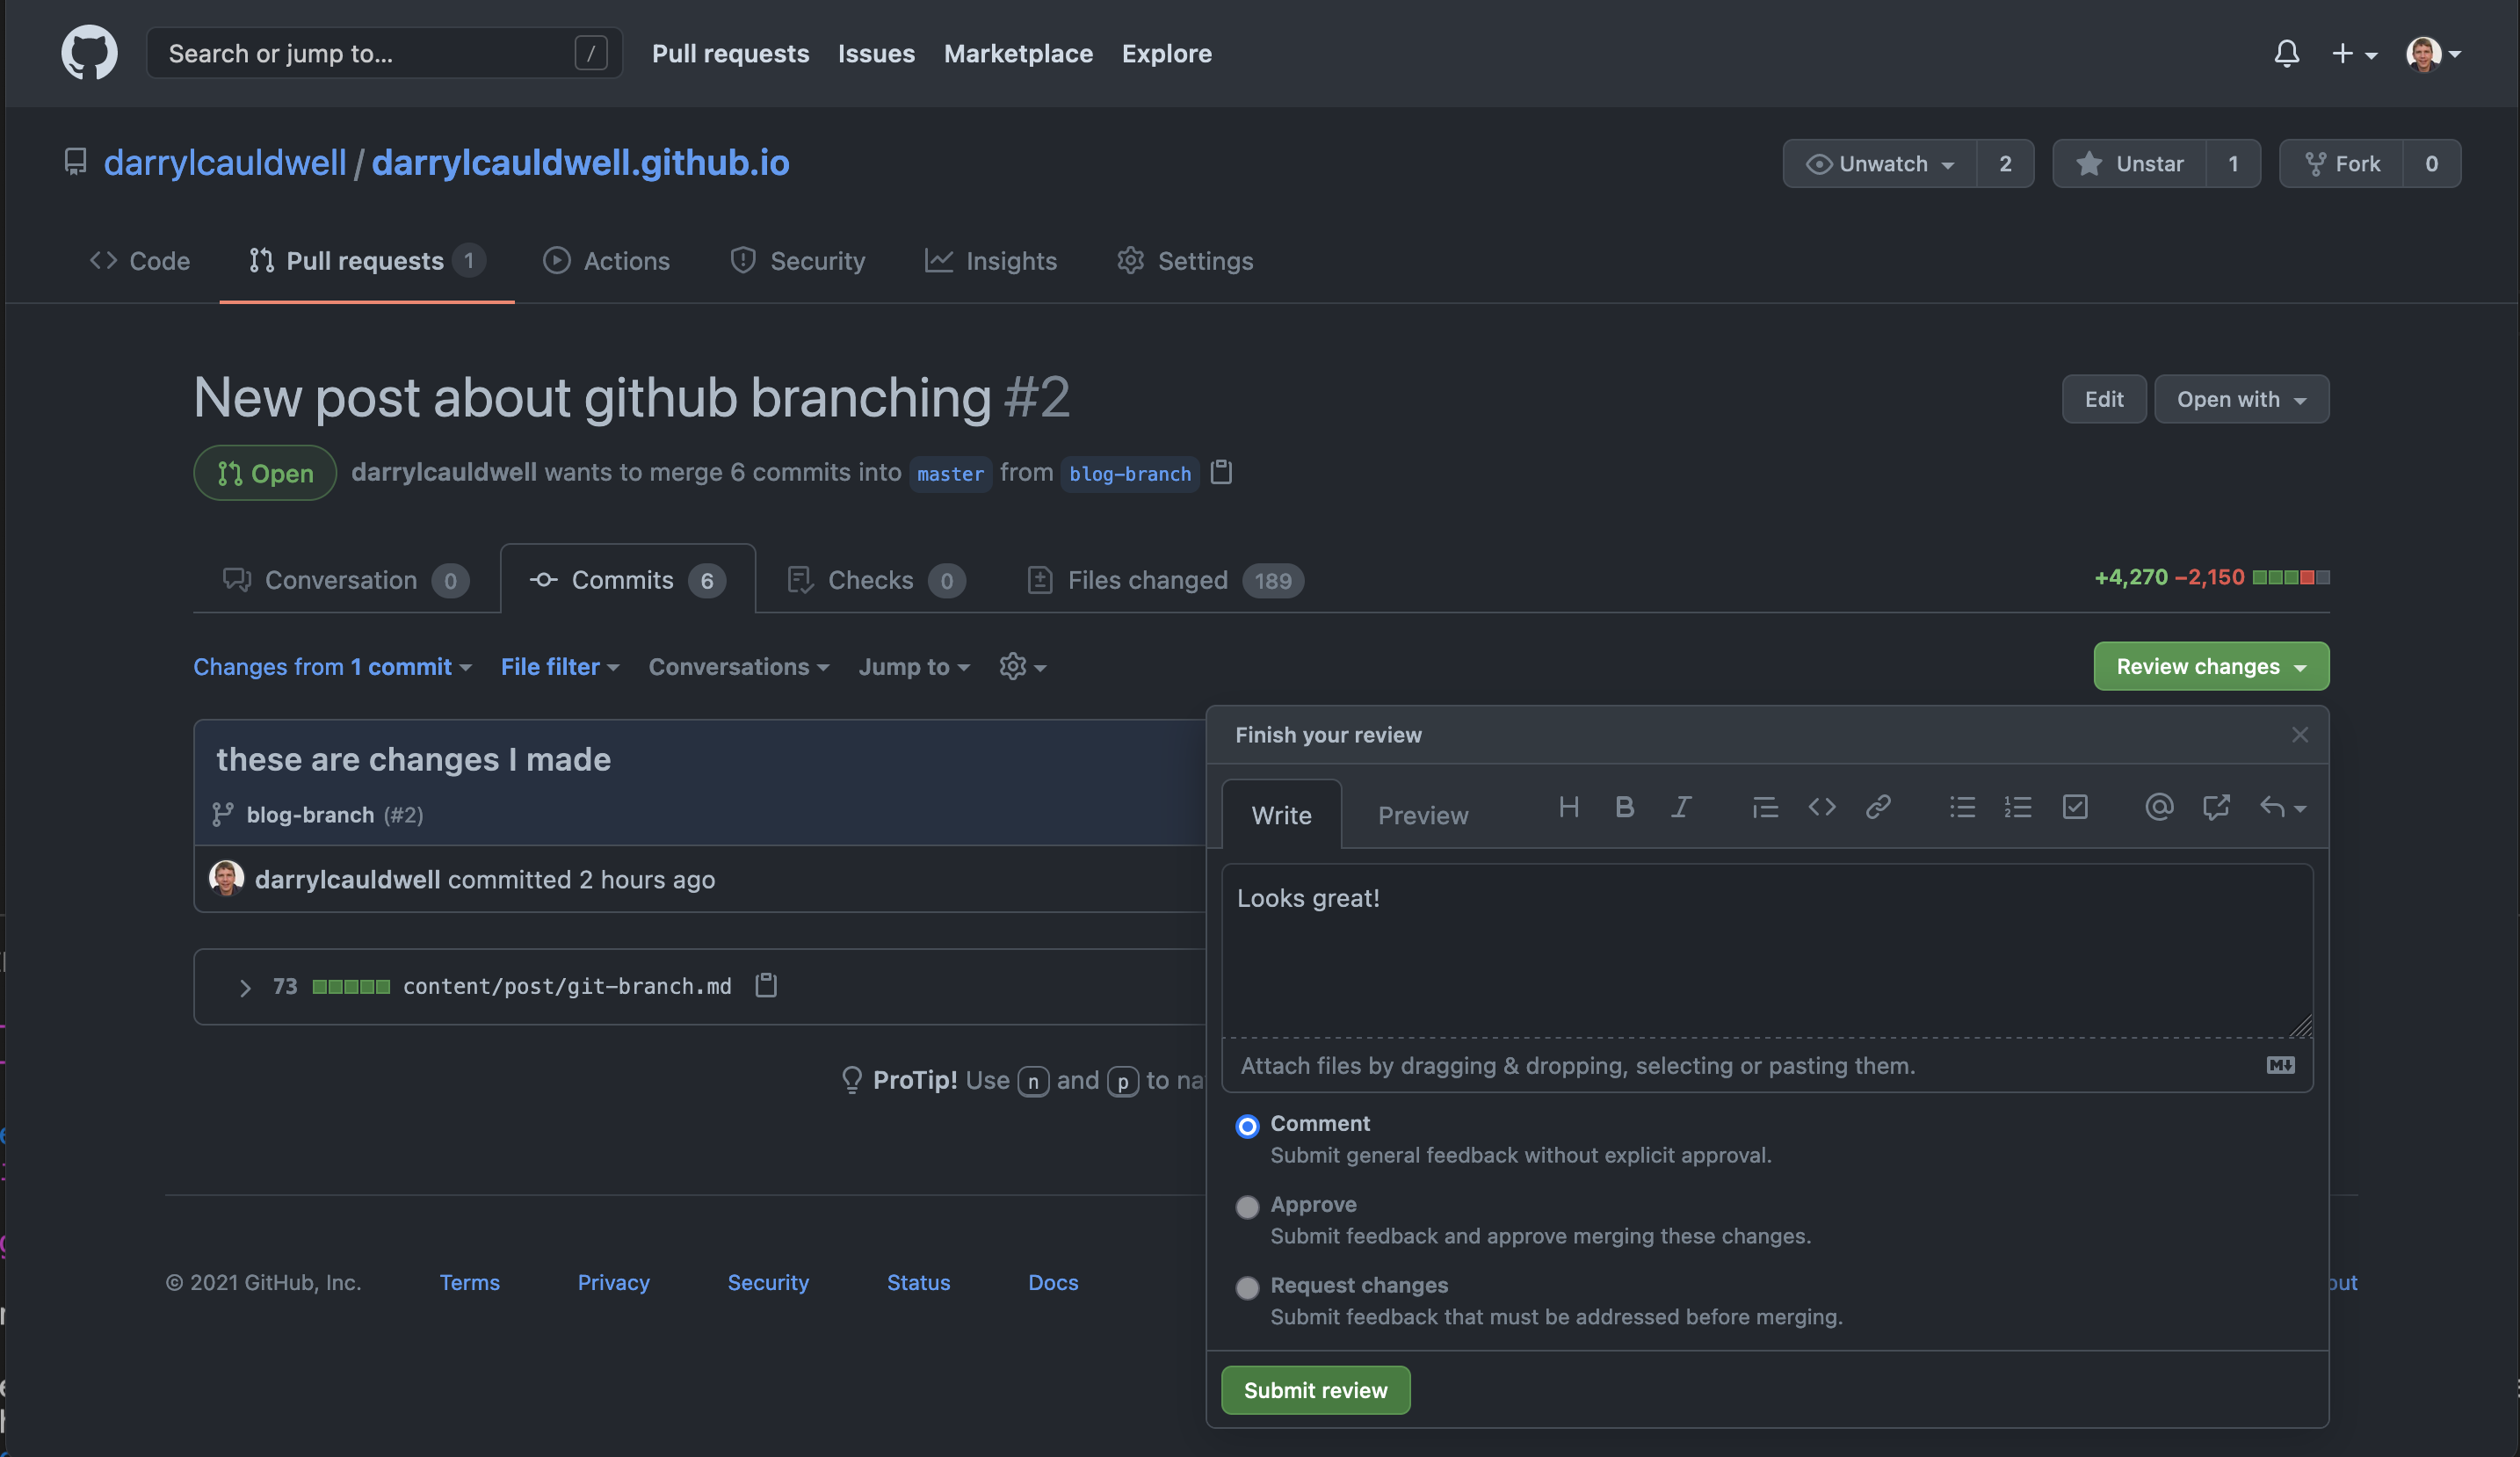 Search or jump to... / Pull requests Issues Marketplace Explore
darrylcauldwell / darrylcauldwell.github.io Unwatch 2 Unstar 1 Fork 0
Code Pull requests 1 Actions Security Insights Settings
New post about github branching #2 Edit Open with
Open darrylcauldwell wants to merge 6 commits into master from blog-branch
Conversation 0 Commits 6 Checks 0 Files changed 189 +4,270 −2,150
Changes from 1 commit File filter Conversations Jump to Review changes
these are changes I made
blog-branch (#2)
darrylcauldwell committed 2 hours ago
73 content/post/git-branch.md
ProTip! Use n and p to
© 2021 GitHub, Inc. Terms Privacy Security Status Docs
Finish your review
Write Preview
Looks great!
Attach files by dragging & dropping, selecting or pasting them.
Comment
Submit general feedback without explicit approval.
Approve
Submit feedback and approve merging these changes.
Request changes
Submit feedback that must be addressed before merging.
Submit review